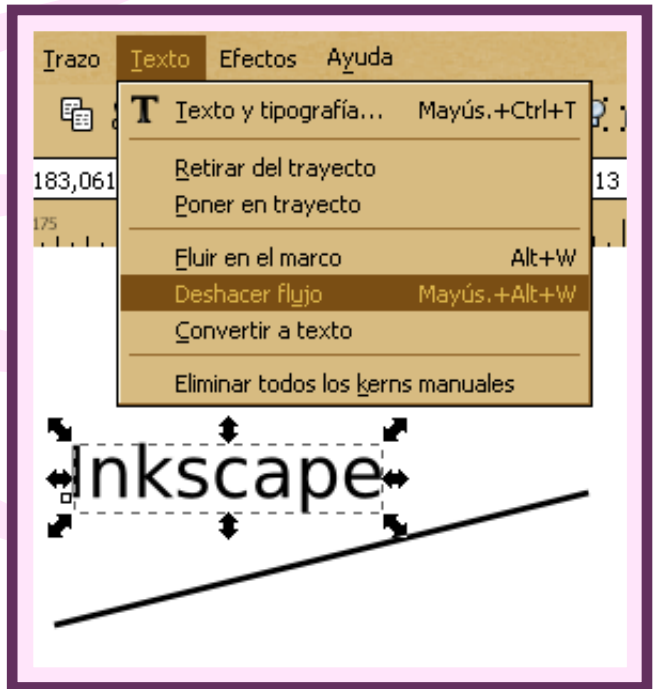 Trazo Texto Efectos Ayuda
T Texto y tipografía... Mayús.+Ctrl+T
183,061 13
Retirar del trayecto
Poner en trayecto
175
Fluir en el marco Alt+W
Deshacer flujo Mayús.+Alt+W
Convertir a texto
Eliminar todos los kerns manuales
Inkscape